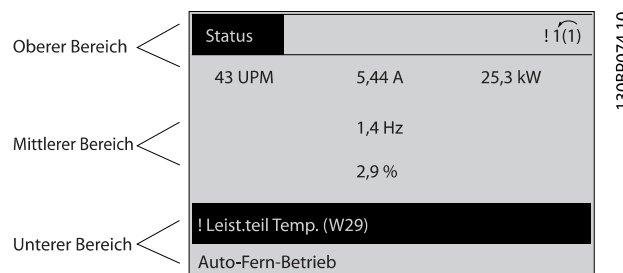 Oberer Bereich
Status
! 1(1)
43 UPM 5,44 A 25,3 kW
Mittlerer Bereich
1,4 Hz
2,9 %
Unterer Bereich
! Leist.teil Temp. (W29)
Auto-Fern-Betrieb
130BP074.10